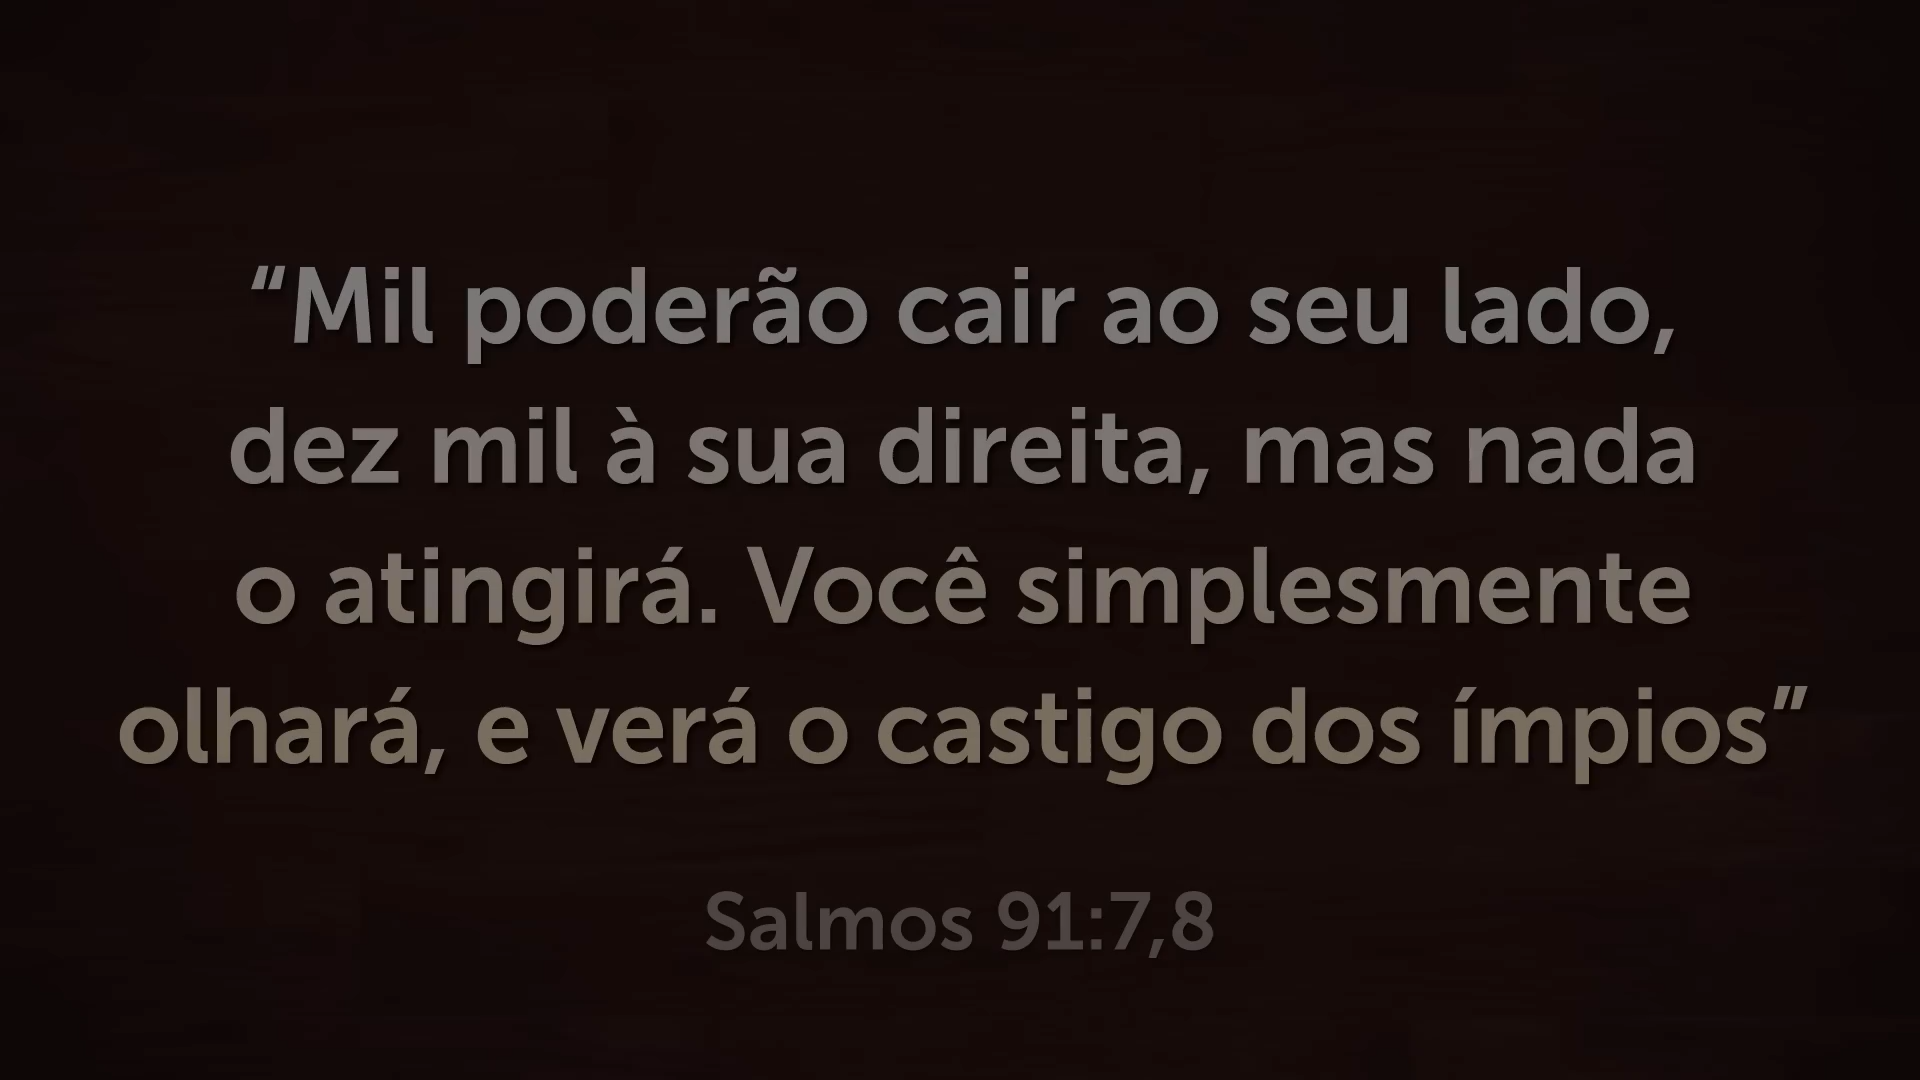 “Mil poderão cair ao seu lado,
dez mil à sua direita, mas nada
o atingirá. Você simplesmente
olhará, e verá o castigo dos ímpios”
Salmos 91:7,8